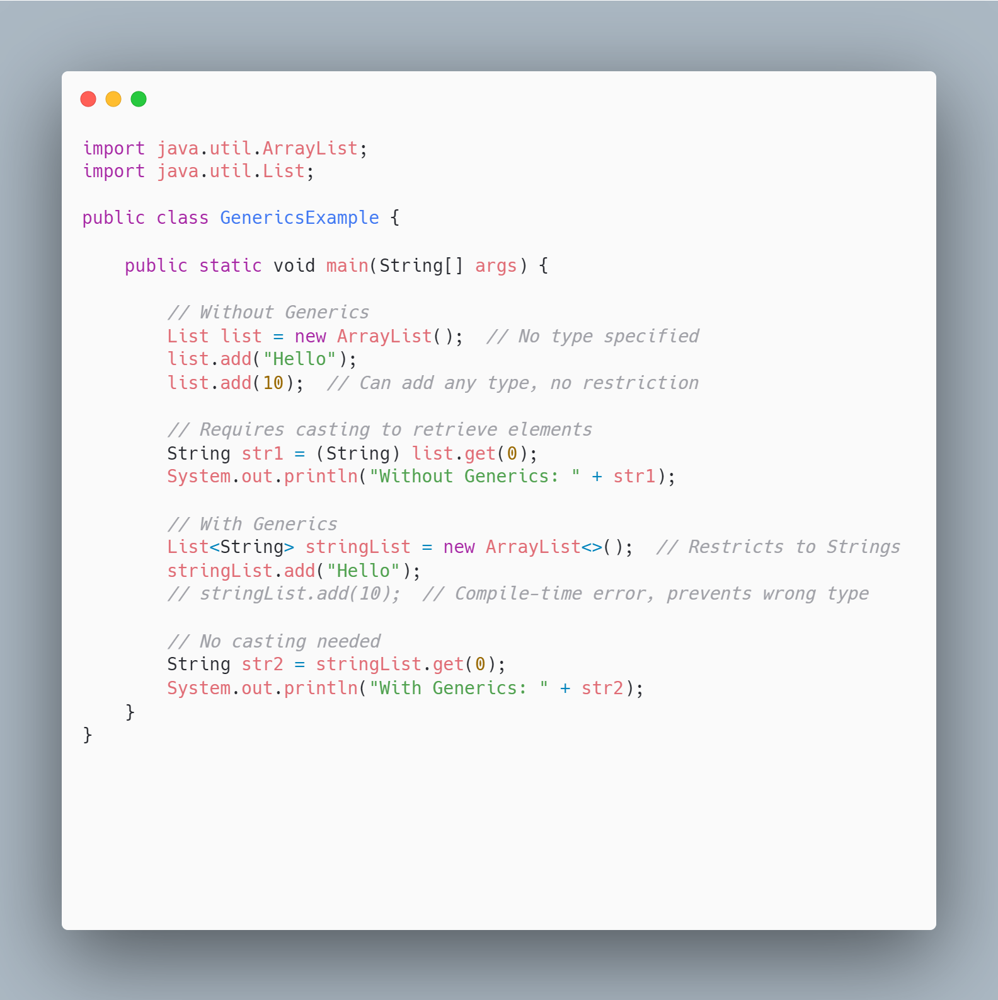 import java.util.ArrayList;
import java.util.List;
public class GenericsExample {
public static void main(String[] args) {
// Without Generics
List list = new ArrayList();  // No type specified
list.add("Hello");
list.add(10);  // Can add any type, no restriction
// Requires casting to retrieve elements
String str1 = (String) list.get(0);
System.out.println("Without Generics: " + str1);
// With Generics
List<String> stringList = new ArrayList<>();  // Restricts to Strings
stringList.add("Hello");
// stringList.add(10);  // Compile-time error, prevents wrong type
// No casting needed
String str2 = stringList.get(0);
System.out.println("With Generics: " + str2);
}
}